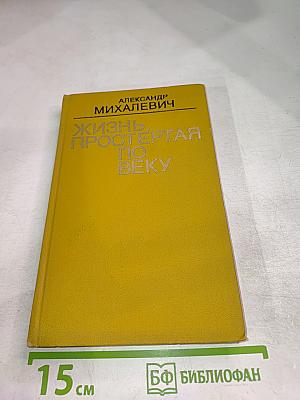 АЛЕКСАНДР
МИХАЛЕВИЧ
ЖИЗНЬ,
ПРОСТЕРТАЯ
ПО
ВЕКУ
15 см
БФ БИБЛИОФАН